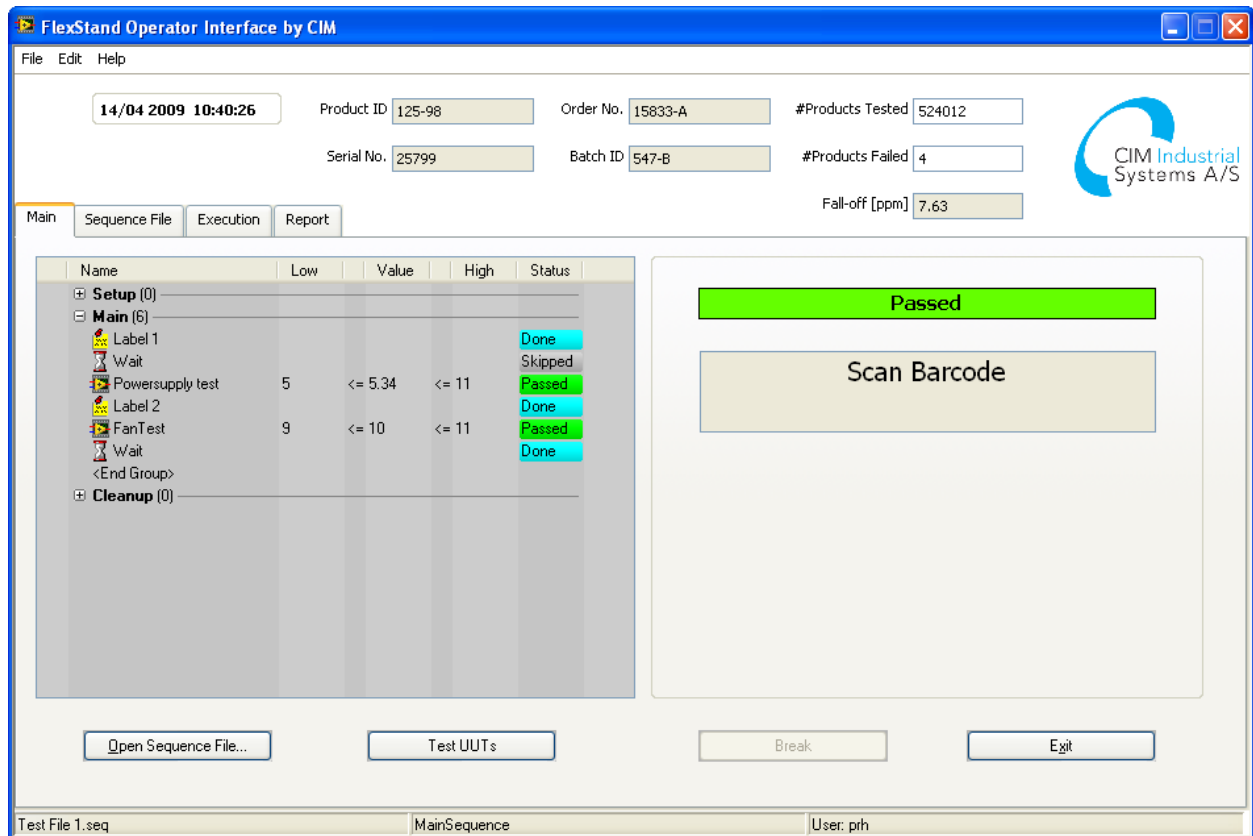 FlexStand Operator Interface by CIM
File Edit Help
14/04 2009 10:40:26
Product ID 125-98
Order No. 15833-A
#Products Tested 524012
Serial No. 25799
Batch ID 547-B
#Products Failed 4
Fall-off [ppm] 7.63
CIM Industrial
Systems A/S
Main Sequence File Execution Report
Name Low Value High Status
Setup (0)
Main (6)
Label 1 Done
Wait Skipped
Powersupply test 5 <= 5.34 <= 11 Passed
Label 2 Done
FanTest 9 <= 10 <= 11 Passed
Wait Done
<End Group>
Cleanup (0)
Passed
Scan Barcode
Open Sequence File... Test UUTs Break Exit
Test File 1.seq MainSequence User: prh